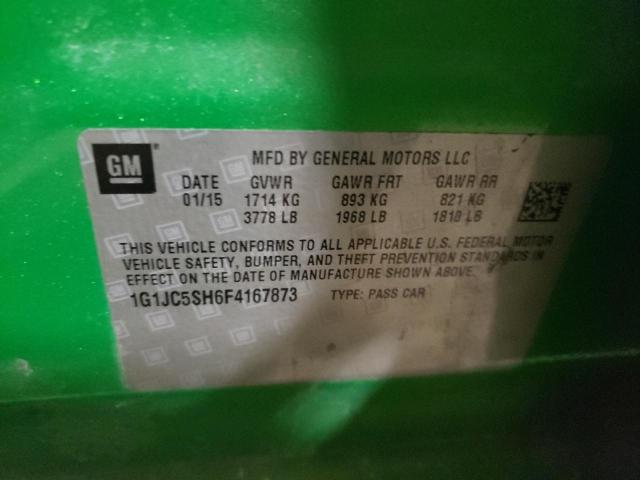 GM
MFD BY GENERAL MOTORS LLC
DATE GVWR GAWR FRT GAWR RR
01/15 1714 KG 893 KG 821 KG
3778 LB 1968 LB 1810 LB
THIS VEHICLE CONFORMS TO ALL APPLICABLE U.S. FEDERAL MOTOR
VEHICLE SAFETY, BUMPER, AND THEFT PREVENTION STANDARDS IN
EFFECT ON THE DATE OF MANUFACTURE SHOWN ABOVE.
1G1JC5SH6F4167873 TYPE: PASS CAR